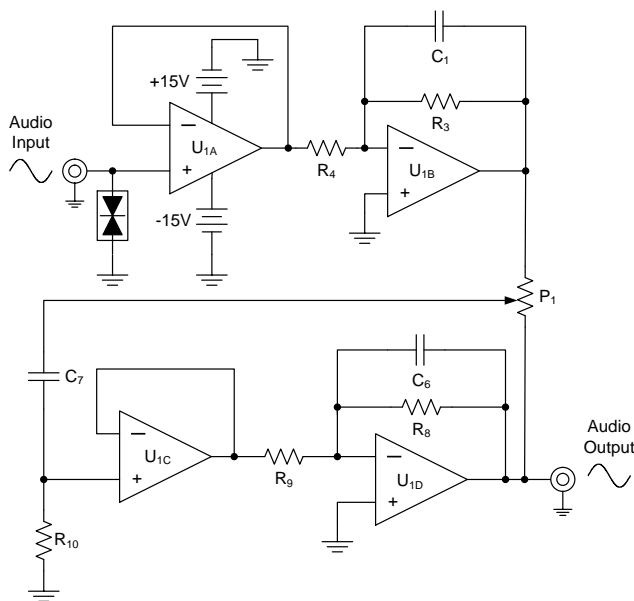 +15V
C1
Audio
Input
−
U1A
+
R4
R3
−
U1B
+
-15V
P1
C7
−
U1C
+
R9
C6
R8
−
U1D
+
Audio
Output
R10